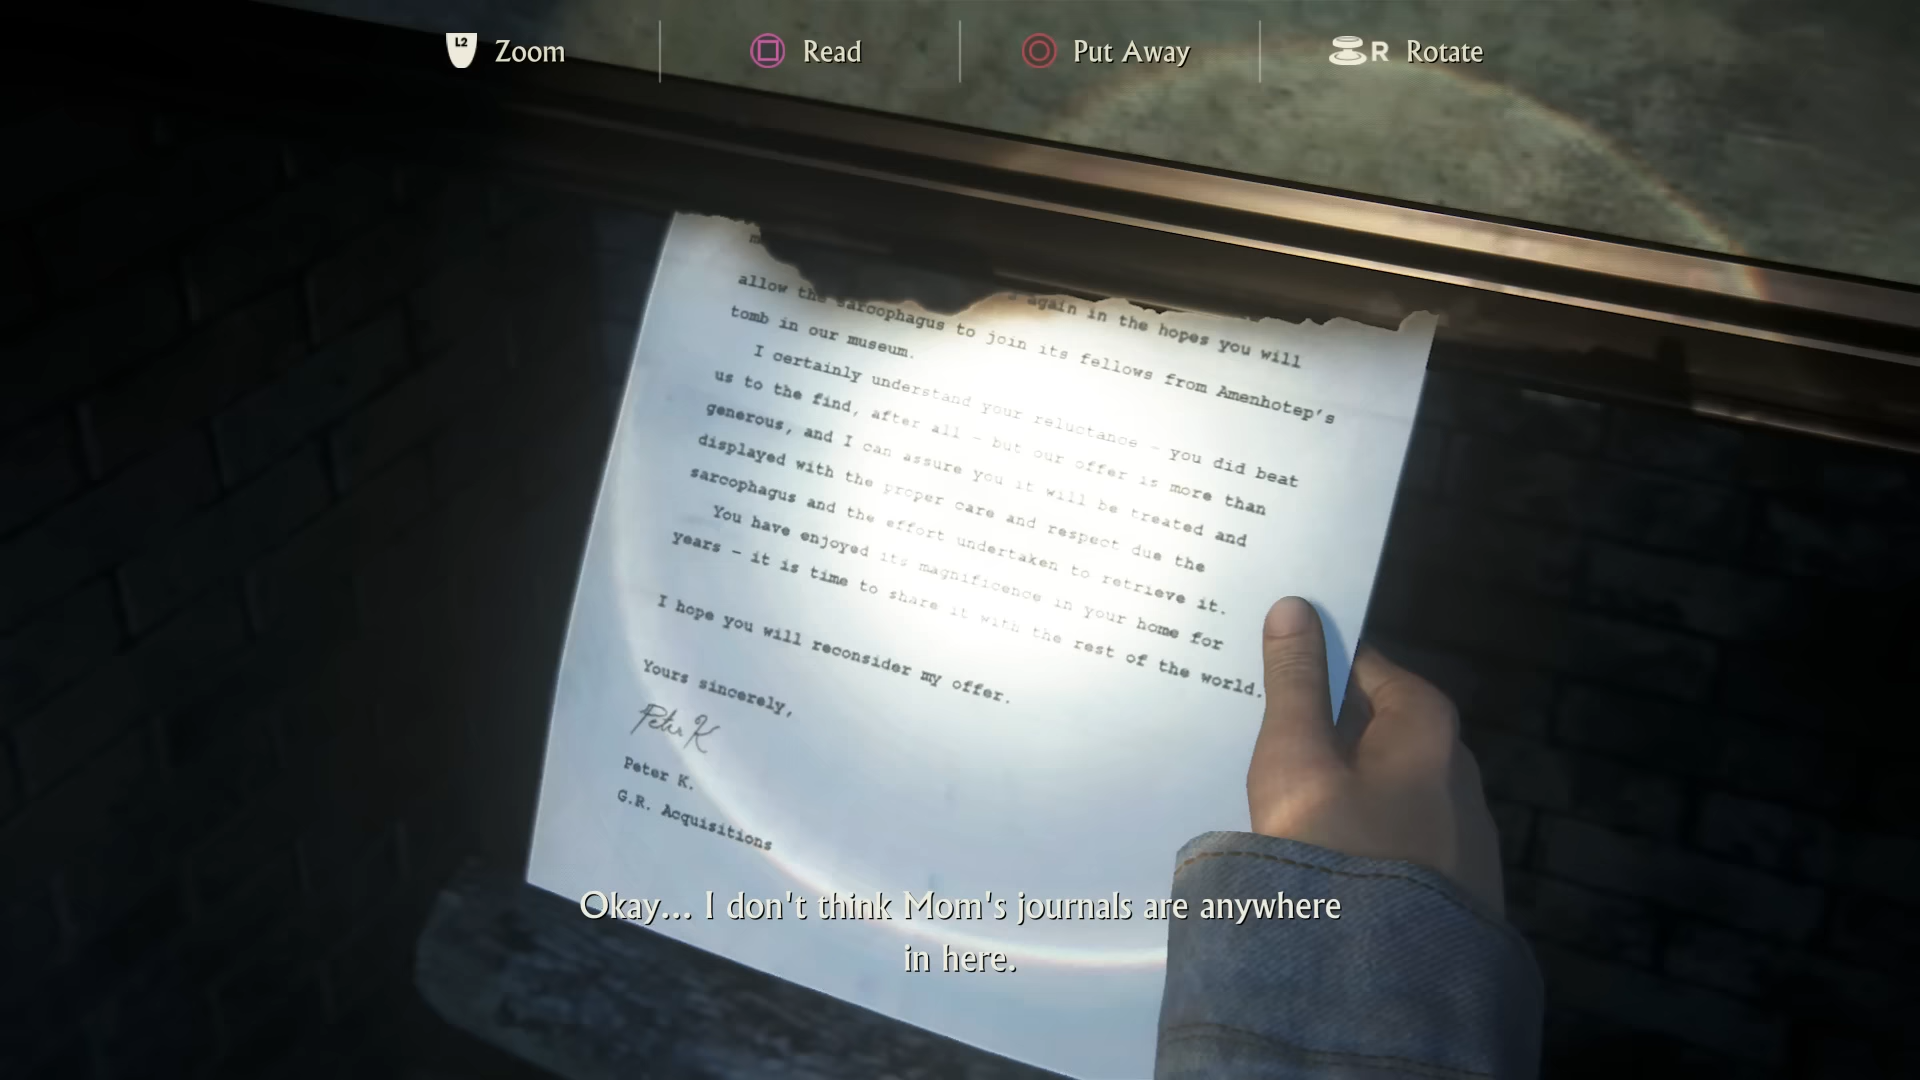 L2 Zoom
Read
Put Away
R Rotate
again in the hopes you will
allow the sarcophagus to join its fellows from Amenhotep's
tomb in our museum.
I certainly understand your reluctance - you did beat
us to the find, after all - but our offer is more than
generous, and I can assure you it will be treated and
displayed with the proper care and respect due the
sarcophagus and the effort undertaken to retrieve it.
You have enjoyed its magnificence in your home for
years - it is time to share it with the rest of the world.
I hope you will reconsider my offer.
Yours sincerely,
Peter K
Peter K.
G.R. Acquisitions
Okay... I don't think Mom's journals are anywhere
in here.